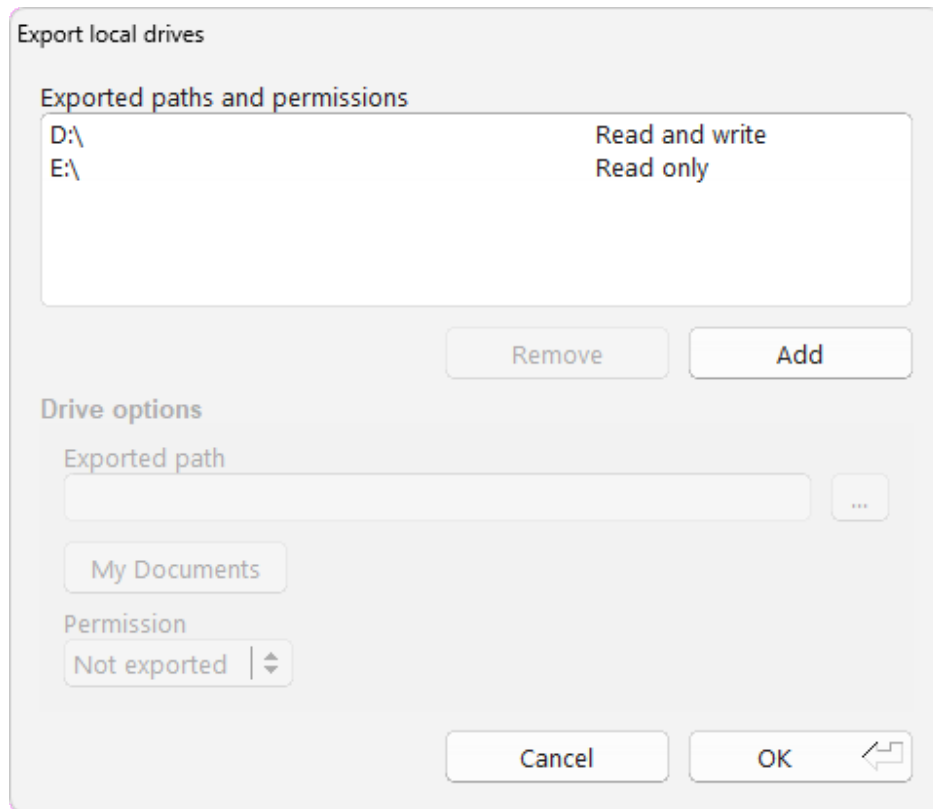 Export local drives
Exported paths and permissions
D:\ Read and write
E:\ Read only
Remove Add
Drive options
Exported path
...
My Documents
Permission
Not exported
Cancel OK